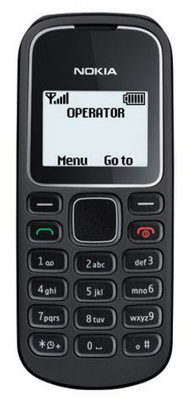 NOKIA
OPERATOR
Menu Go to
1 2 abc def 3
4 ghi 5 jkl mno 6
7 pqrs 8 tuv wxyz 9
* + 0 #